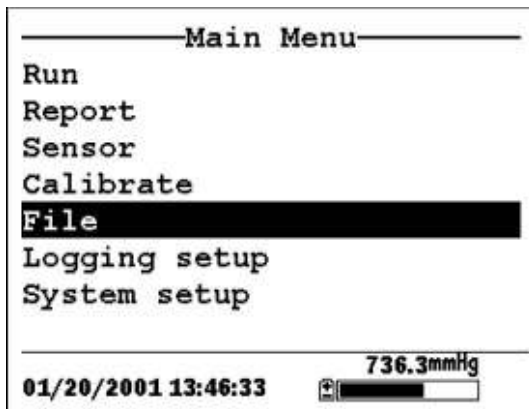 Main Menu
Run
Report
Sensor
Calibrate
File
Logging setup
System setup
736.3mmHg
01/20/2001 13:46:33